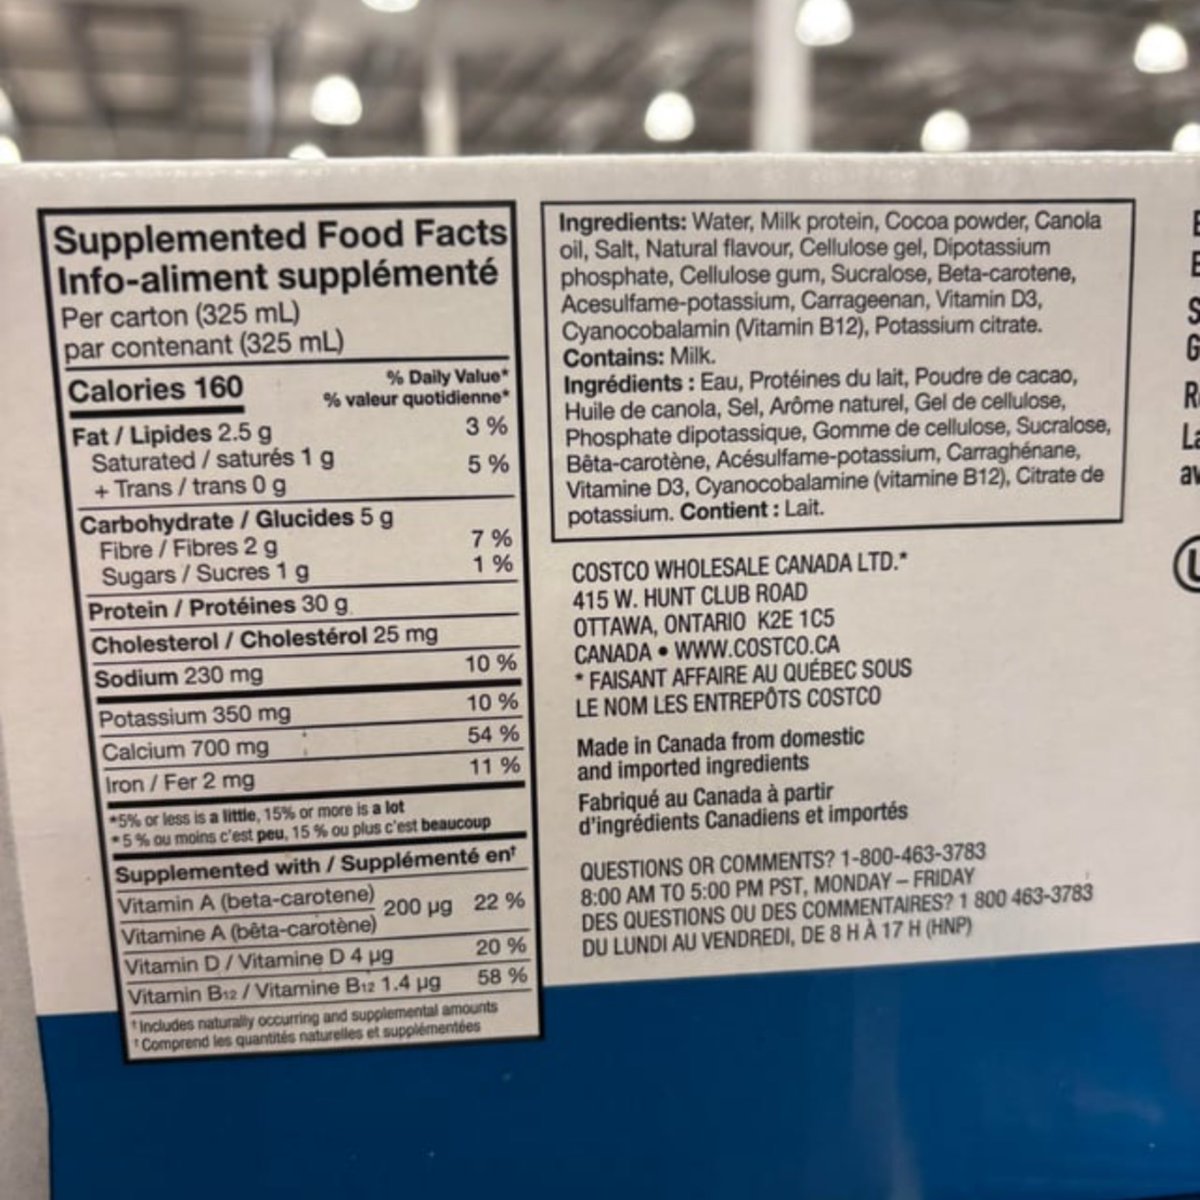 Supplemented Food Facts
Info-aliment supplémenté
Per carton (325 mL)
par contenant (325 mL)
Calories 160
% Daily Value*
% valeur quotidienne*
Fat / Lipides 2.5 g 3 %
Saturated / saturés 1 g 5 %
+ Trans / trans 0 g
Carbohydrate / Glucides 5 g
Fibre / Fibres 2 g 7 %
Sugars / Sucres 1 g 1 %
Protein / Protéines 30 g
Cholesterol / Cholestérol 25 mg
Sodium 230 mg 10 %
Potassium 350 mg 10 %
Calcium 700 mg 54 %
Iron / Fer 2 mg 11 %
*5% or less is a little, 15% or more is a lot
*5 % ou moins c'est peu, 15 % ou plus c'est beaucoup
Supplemented with / Supplémenté en†
Vitamin A (beta-carotene)
Vitamine A (bêta-carotène) 200 µg 22 %
Vitamin D / Vitamine D 4 µg 20 %
Vitamin B12 / Vitamine B12 1.4 µg 58 %
†Includes naturally occurring and supplemental amounts
†Comprend les quantités naturelles et supplémentées
Ingredients: Water, Milk protein, Cocoa powder, Canola
oil, Salt, Natural flavour, Cellulose gel, Dipotassium
phosphate, Cellulose gum, Sucralose, Beta-carotene,
Acesulfame-potassium, Carrageenan, Vitamin D3,
Cyanocobalamin (Vitamin B12), Potassium citrate.
Contains: Milk.
Ingrédients : Eau, Protéines du lait, Poudre de cacao,
Huile de canola, Sel, Arôme naturel, Gel de cellulose,
Phosphate dipotassique, Gomme de cellulose, Sucralose,
Bêta-carotène, Acésulfame-potassium, Carraghénane,
Vitamine D3, Cyanocobalamine (vitamine B12), Citrate de
potassium. Contient : Lait.
COSTCO WHOLESALE CANADA LTD.*
415 W. HUNT CLUB ROAD
OTTAWA, ONTARIO K2E 1C5
CANADA • WWW.COSTCO.CA
* FAISANT AFFAIRE AU QUÉBEC SOUS
LE NOM LES ENTREPÔTS COSTCO
Made in Canada from domestic
and imported ingredients
Fabriqué au Canada à partir
d'ingrédients Canadiens et importés
QUESTIONS OR COMMENTS? 1-800-463-3783
8:00 AM TO 5:00 PM PST, MONDAY – FRIDAY
DES QUESTIONS OU DES COMMENTAIRES? 1 800 463-3783
DU LUNDI AU VENDREDI, DE 8 H À 17 H (HNP)